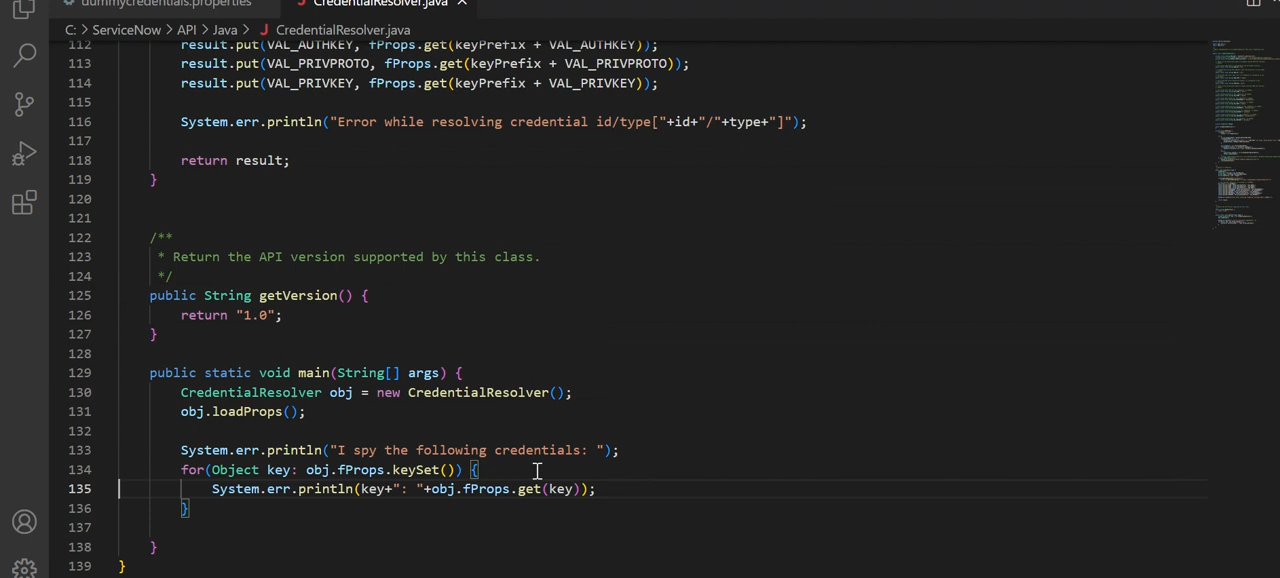 dummycredentials.properties
CredentialResolver.java ×
C: > ServiceNow > API > Java > J CredentialResolver.java
112 result.put(VAL_AUTHKEY, fProps.get(keyPrefix + VAL_AUTHKEY));
113 result.put(VAL_PRIVPROTO, fProps.get(keyPrefix + VAL_PRIVPROTO));
114 result.put(VAL_PRIVKEY, fProps.get(keyPrefix + VAL_PRIVKEY));
115
116 System.err.println("Error while resolving credential id/type["+id+"/"+type+"]");
117
118 return result;
119 }
120
121
122 /**
123 * Return the API version supported by this class.
124 */
125 public String getVersion() {
126 return "1.0";
127 }
128
129 public static void main(String[] args) {
130 CredentialResolver obj = new CredentialResolver();
131 obj.loadProps();
132
133 System.err.println("I spy the following credentials: ");
134 for(Object key: obj.fProps.keySet()) {
135 System.err.println(key+": "+obj.fProps.get(key));
136 }
137
138 }
139 }